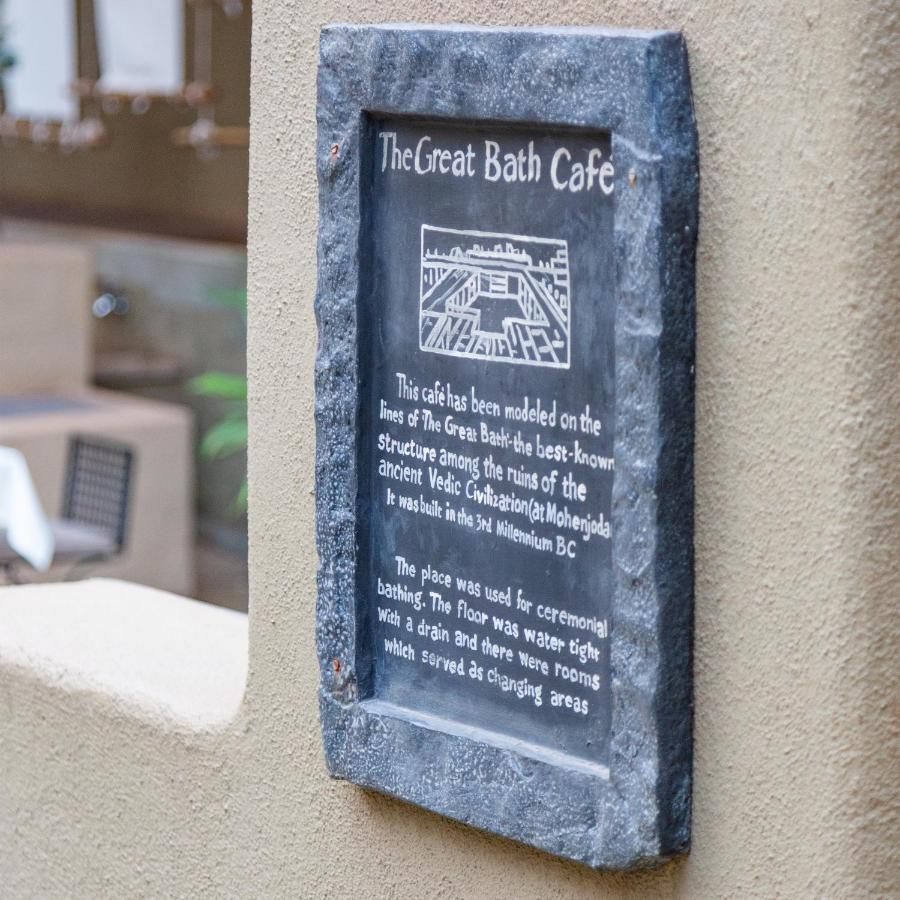 The Great Bath Café
This café has been modeled on the
lines of 'The Great Bath'-the best-known
structure among the ruins of the
ancient Vedic Civilization(at Mohenjoda
It was built in the 3rd Millennium BC
The place was used for ceremonial
bathing. The floor was water tight
with a drain and there were rooms
which served as changing areas